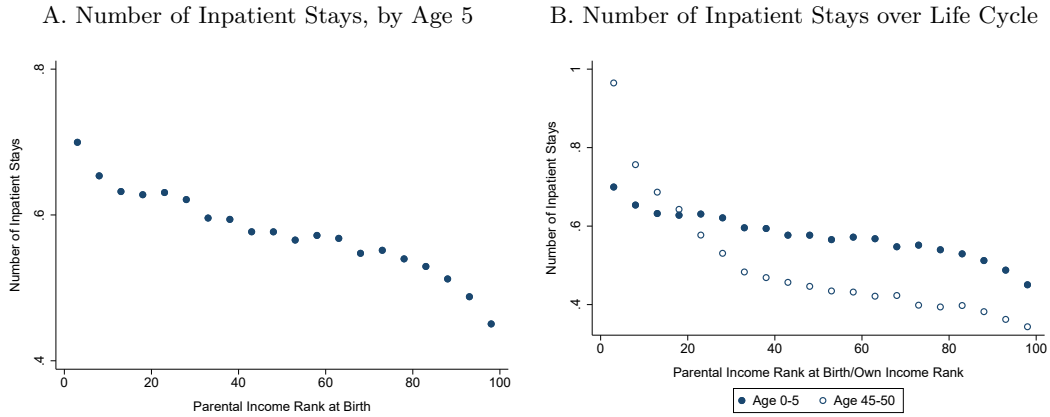 A. Number of Inpatient Stays, by Age 5
Number of Inpatient Stays
.8
.6
.4
0 20 40 60 80 100
Parental Income Rank at Birth
B. Number of Inpatient Stays over Life Cycle
Number of Inpatient Stays
1
.8
.6
.4
0 20 40 60 80 100
Parental Income Rank at Birth/Own Income Rank
Age 0-5 Age 45-50